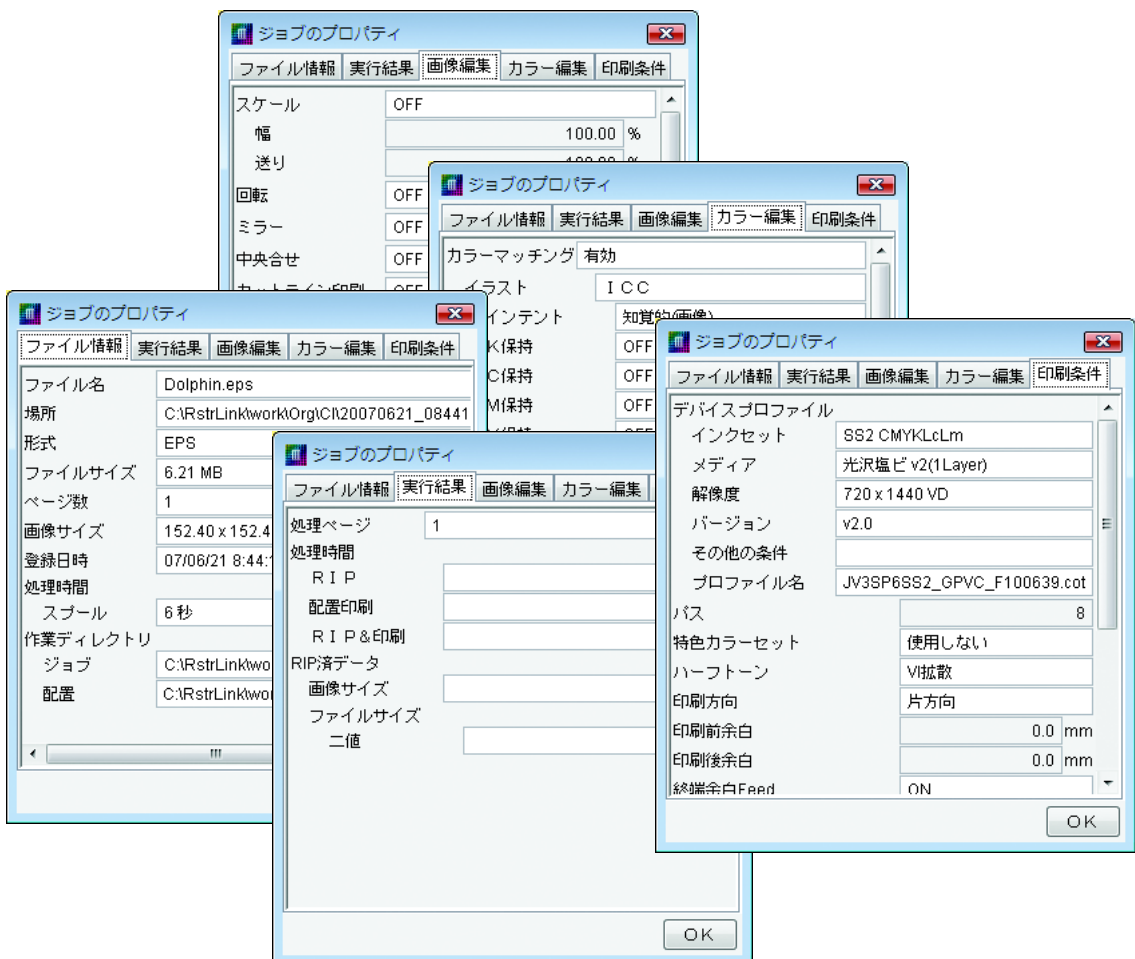 ジョブのプロパティ
ファイル情報 実行結果 画像編集 カラー編集 印刷条件
スケール OFF
幅 100.00 %
送り
回転 OFF
ミラー OFF
中央合せ OFF
ジョブのプロパティ
ファイル情報 実行結果 画像編集 カラー編集 印刷条件
カラーマッチング 有効
イラスト ICC
インテント 知覚的(画像)
K保持 OFF
C保持 OFF
M保持 OFF
ジョブのプロパティ
ファイル情報 実行結果 画像編集 カラー編集 印刷条件
ファイル名 Dolphin.eps
場所 C:\RstrLink\work\Org\CI\20070621_08441
形式 EPS
ファイルサイズ 6.21 MB
ページ数 1
画像サイズ 152.40 x 152.4
登録日時 07/06/21 8:44:
処理時間
スプール 6秒
作業ディレクトリ
ジョブ C:\RstrLink\wo
配置 C:\RstrLink\wo
ジョブのプロパティ
ファイル情報 実行結果 画像編集 カラー編集
処理ページ 1
処理時間
RIP
配置印刷
RIP&印刷
RIP済データ
画像サイズ
ファイルサイズ
二値
OK
ジョブのプロパティ
ファイル情報 実行結果 画像編集 カラー編集 印刷条件
デバイスプロファイル
インクセット SS2 CMYKLcLm
メディア 光沢塩ビ v2(1Layer)
解像度 720 x 1440 VD
バージョン v2.0
その他の条件
プロファイル名 JV3SP6SS2_GPVC_F100639.cot
パス 8
特色カラーセット 使用しない
ハーフトーン VI拡散
印刷方向 片方向
印刷前余白 0.0 mm
印刷後余白 0.0 mm
終端余白Feed ON
OK